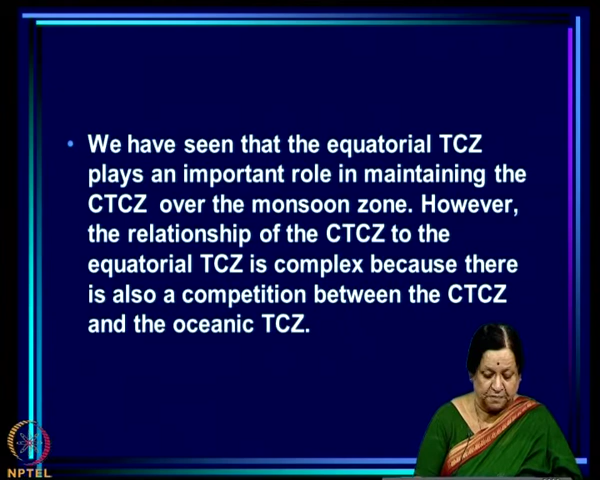 • We have seen that the equatorial TCZ
plays an important role in maintaining the
CTCZ over the monsoon zone. However,
the relationship of the CTCZ to the
equatorial TCZ is complex because there
is also a competition between the CTCZ
and the oceanic TCZ.
NPTEL